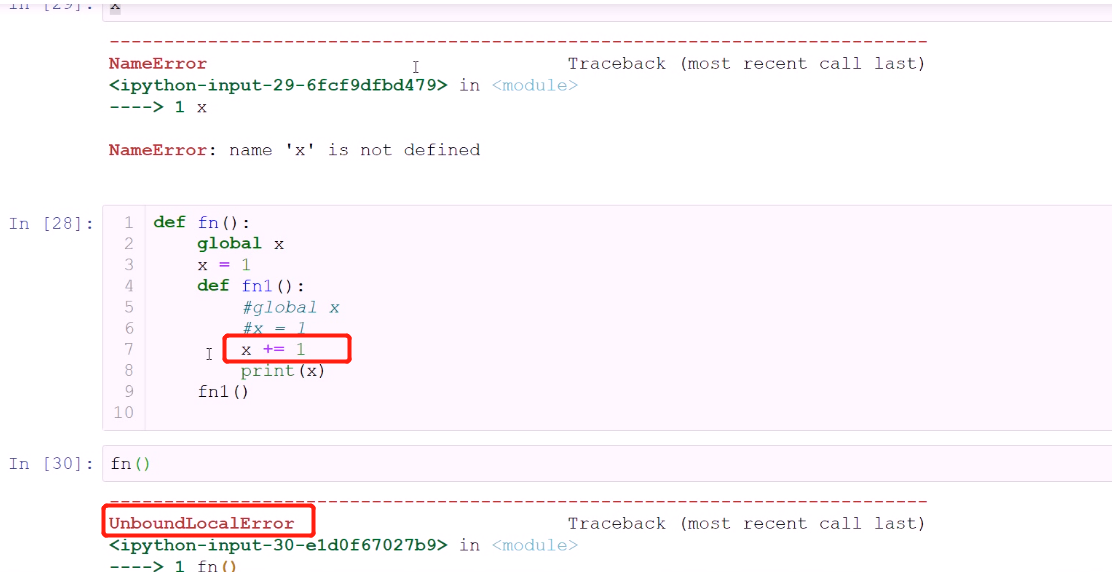 In [29]: x
---------------------------------------------------------------------------
NameError Traceback (most recent call last)
<ipython-input-29-6fcf9dfbd479> in <module>
----> 1 x
NameError: name 'x' is not defined
In [28]: 1 def fn():
2 global x
3 x = 1
4 def fn1():
5 #global x
6 #x = 1
7 x += 1
8 print(x)
9 fn1()
10
In [30]: fn()
---------------------------------------------------------------------------
UnboundLocalError Traceback (most recent call last)
<ipython-input-30-e1d0f67027b9> in <module>
----> 1 fn()